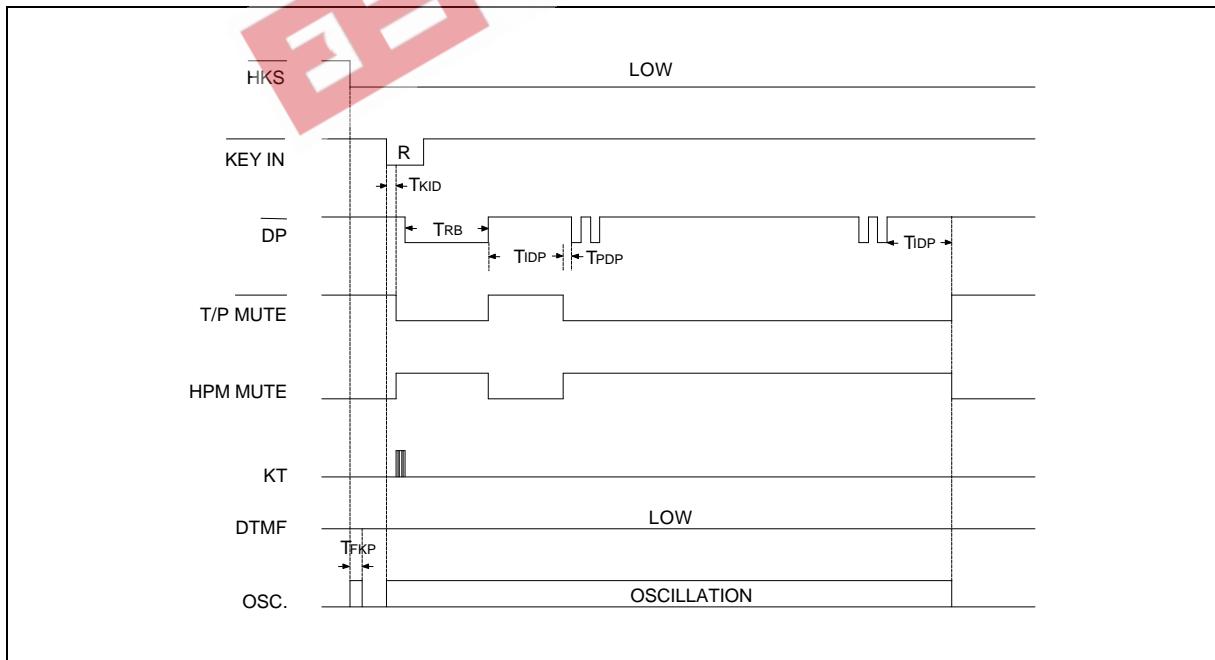 HKS
LOW
KEY IN
R
TKID
DP
TRB
TIDP
TPDP
TIDP
T/P MUTE
HPM MUTE
KT
DTMF
LOW
TFKP
OSC.
OSCILLATION